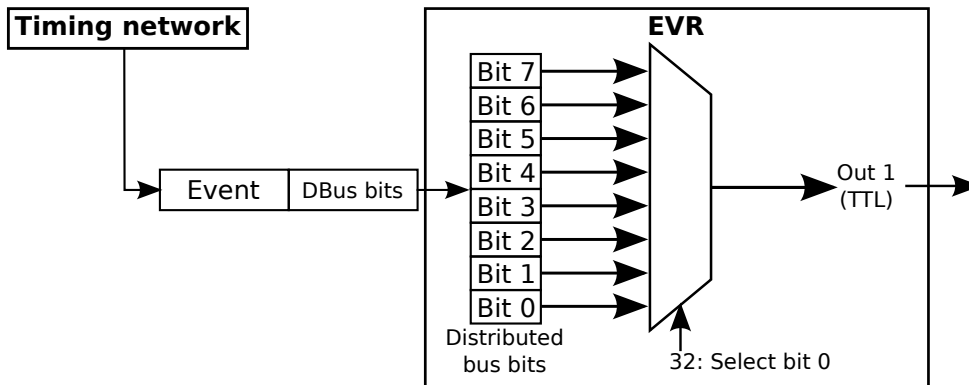 Timing network
EVR
Bit 7
Bit 6
Bit 5
Bit 4
Bit 3
Bit 2
Bit 1
Bit 0
Event
DBus bits
Out 1
(TTL)
Distributed
bus bits
32: Select bit 0